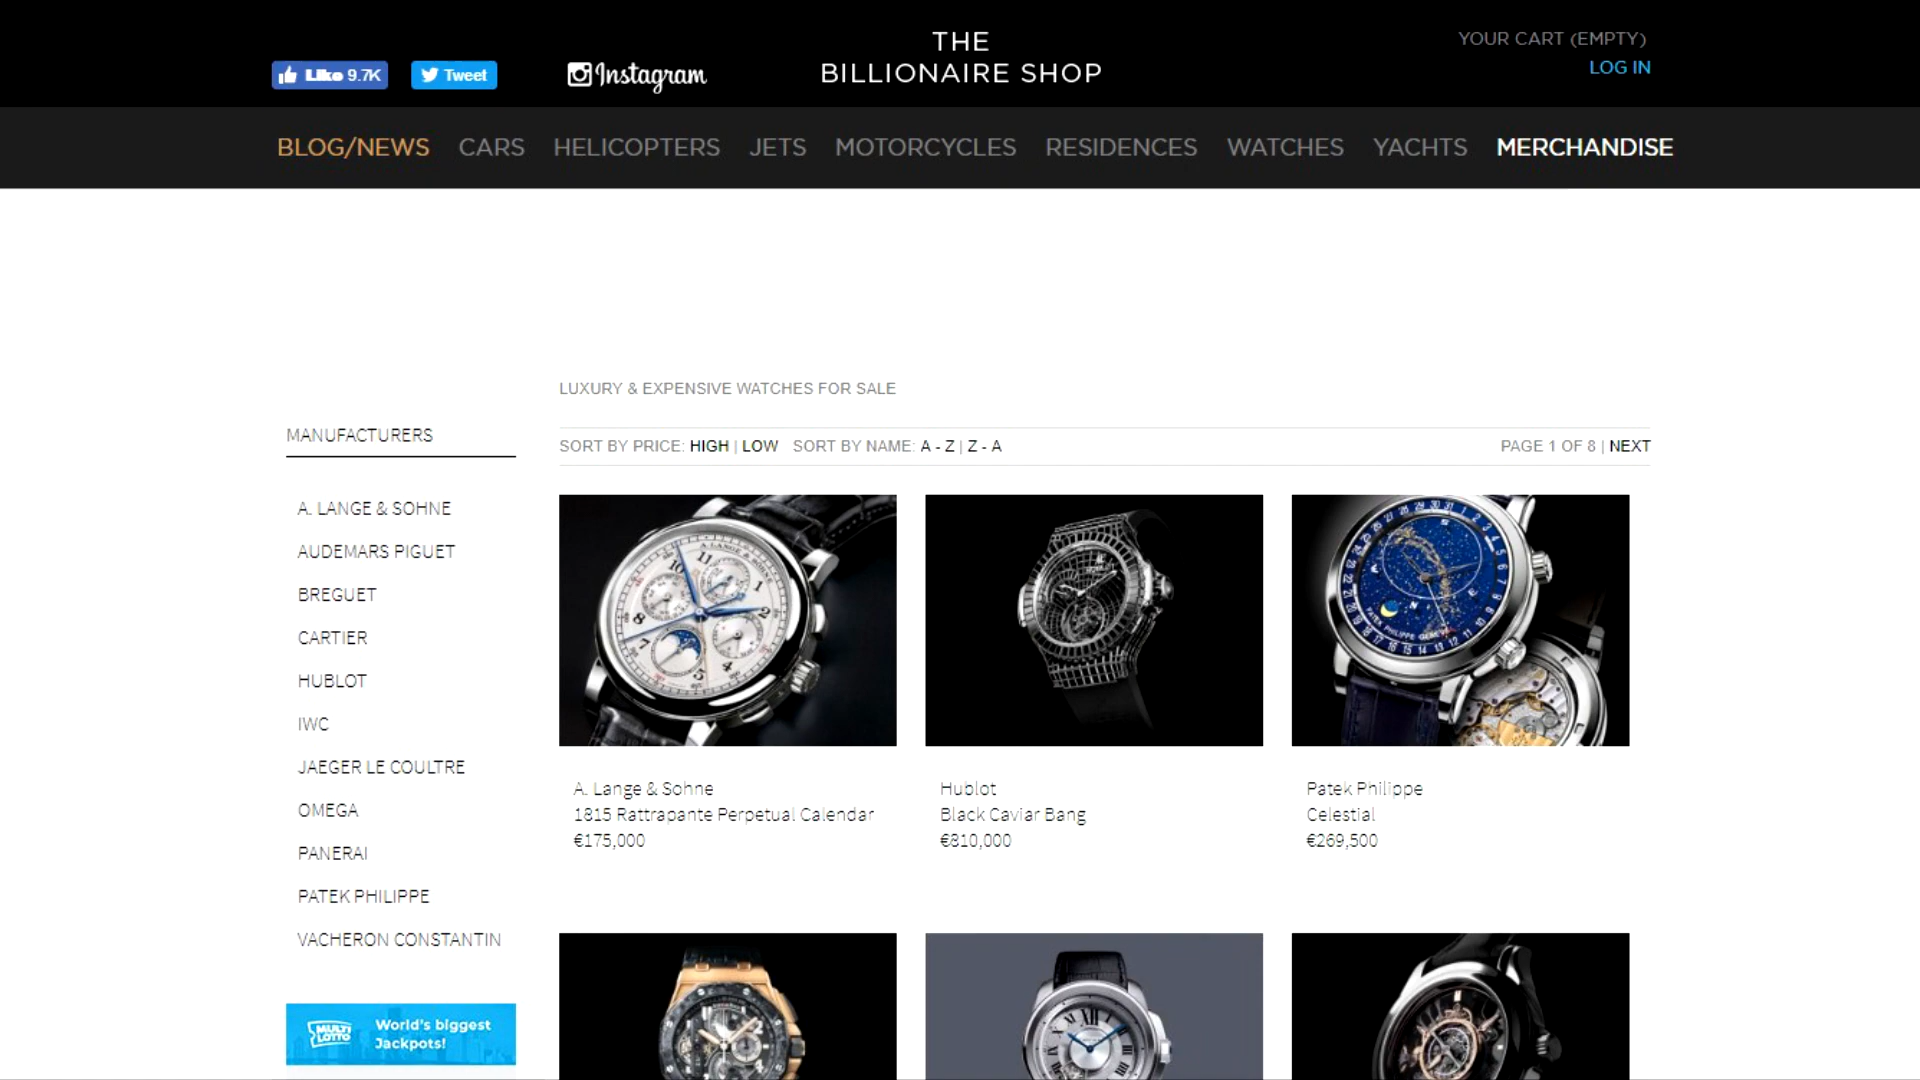 THE
BILLIONAIRE SHOP
YOUR CART (EMPTY)
LOG IN
Like 9.7K
Tweet
Instagram
BLOG/NEWS CARS HELICOPTERS JETS MOTORCYCLES RESIDENCES WATCHES YACHTS MERCHANDISE
LUXURY & EXPENSIVE WATCHES FOR SALE
MANUFACTURERS
SORT BY PRICE: HIGH | LOW SORT BY NAME: A - Z | Z - A
PAGE 1 OF 8 | NEXT
A. LANGE & SOHNE
AUDEMARS PIGUET
BREGUET
CARTIER
HUBLOT
IWC
JAEGER LE COULTRE
OMEGA
PANERAI
PATEK PHILIPPE
VACHERON CONSTANTIN
A. Lange & Sohne
1815 Rattrapante Perpetual Calendar
€175,000
Hublot
Black Caviar Bang
€810,000
Patek Philippe
Celestial
€269,500
MULTI
LOTTO
World's biggest
Jackpots!